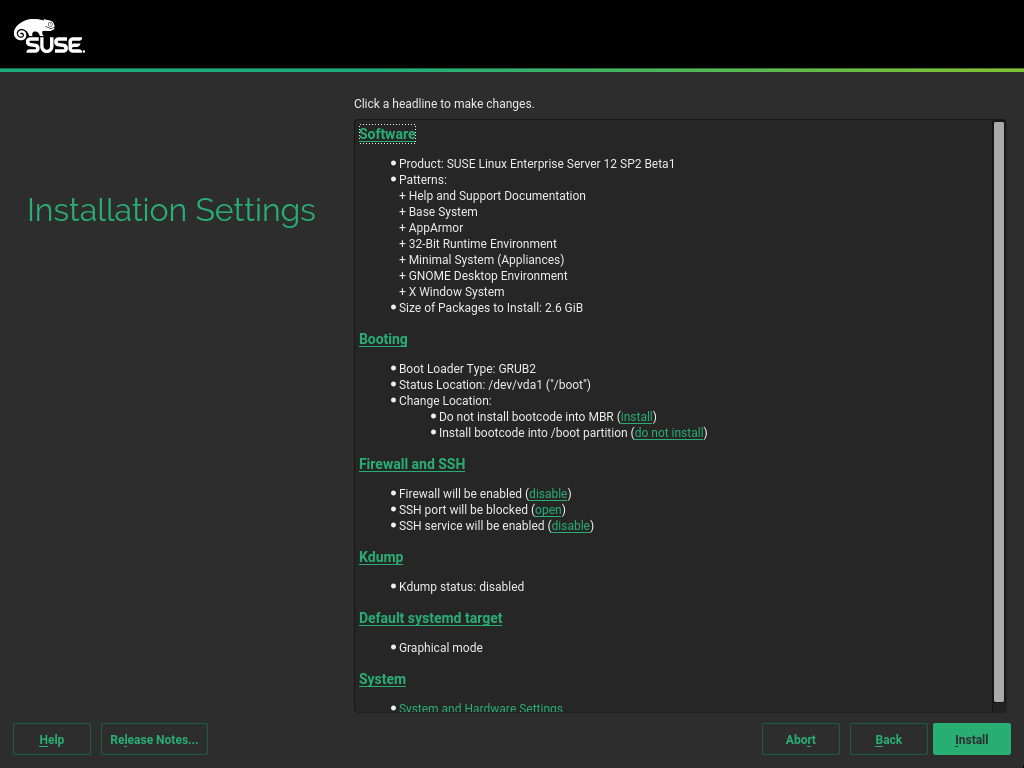 SUSE.
Click a headline to make changes.
Installation Settings
Software
Product: SUSE Linux Enterprise Server 12 SP2 Beta1
Patterns:
+ Help and Support Documentation
+ Base System
+ AppArmor
+ 32-Bit Runtime Environment
+ Minimal System (Appliances)
+ GNOME Desktop Environment
+ X Window System
Size of Packages to Install: 2.6 GiB
Booting
Boot Loader Type: GRUB2
Status Location: /dev/vda1 ("/boot")
Change Location:
Do not install bootcode into MBR (install)
Install bootcode into /boot partition (do not install)
Firewall and SSH
Firewall will be enabled (disable)
SSH port will be blocked (open)
SSH service will be enabled (disable)
Kdump
Kdump status: disabled
Default systemd target
Graphical mode
System
System and Hardware Settings
Help
Release Notes...
Abort
Back
Install